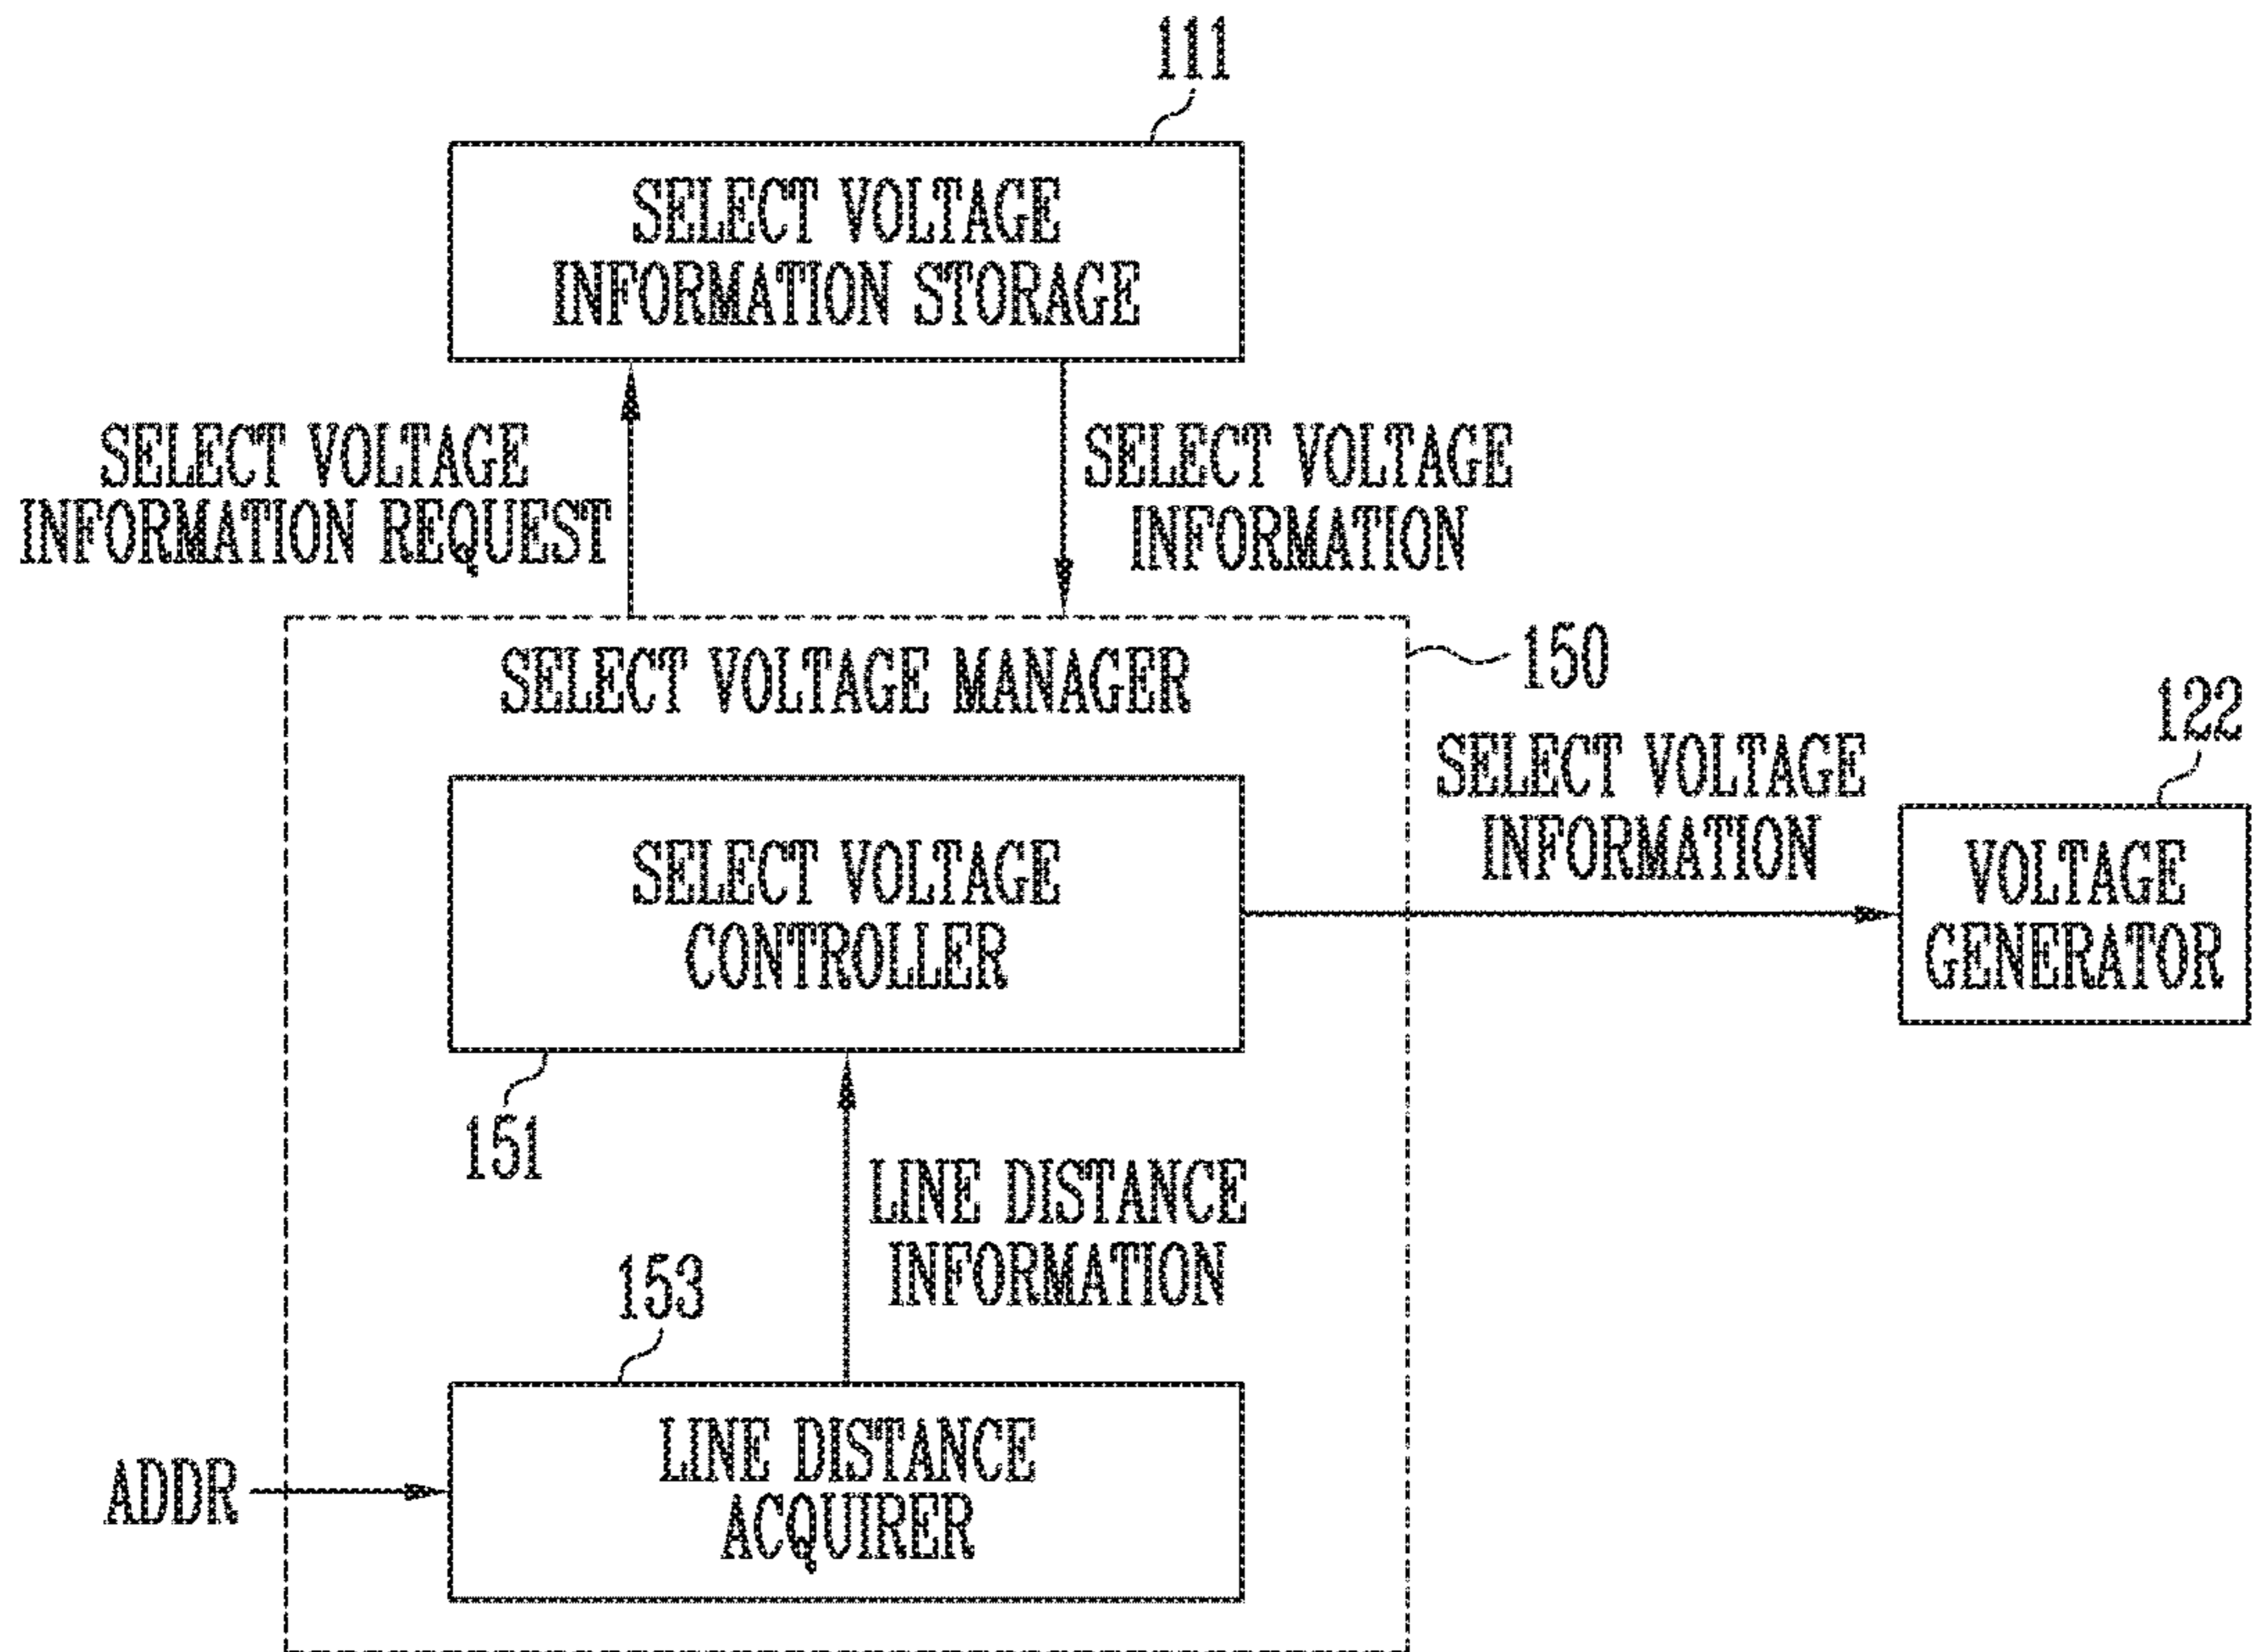 111
SELECT VOLTAGE
INFORMATION STORAGE
SELECT VOLTAGE
INFORMATION REQUEST
SELECT VOLTAGE
INFORMATION
SELECT VOLTAGE MANAGER
150
122
SELECT VOLTAGE
INFORMATION
SELECT VOLTAGE
CONTROLLER
VOLTAGE
GENERATOR
151
LINE DISTANCE
INFORMATION
153
LINE DISTANCE
ACQUIRER
ADDR